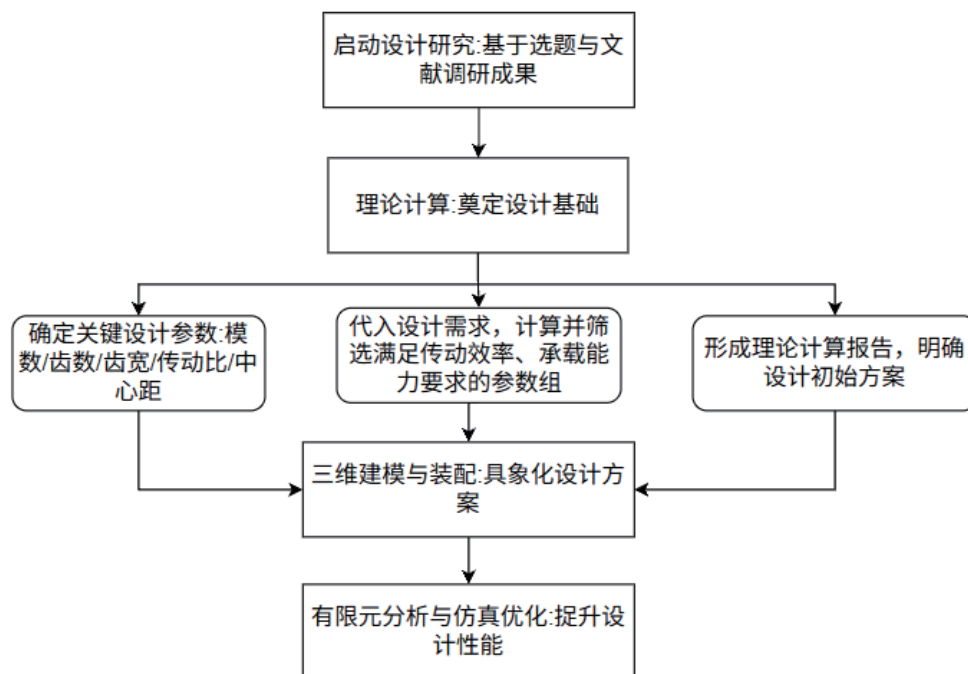 启动设计研究:基于选题与文
献调研成果
理论计算:奠定设计基础
确定关键设计参数:模
数/齿数/齿宽/传动比/中
心距
代入设计需求，计算并筛
选满足传动效率、承载能
力要求的参数组
形成理论计算报告，明确
设计初始方案
三维建模与装配:具象化设计方
案
有限元分析与仿真优化:捉升设
计性能